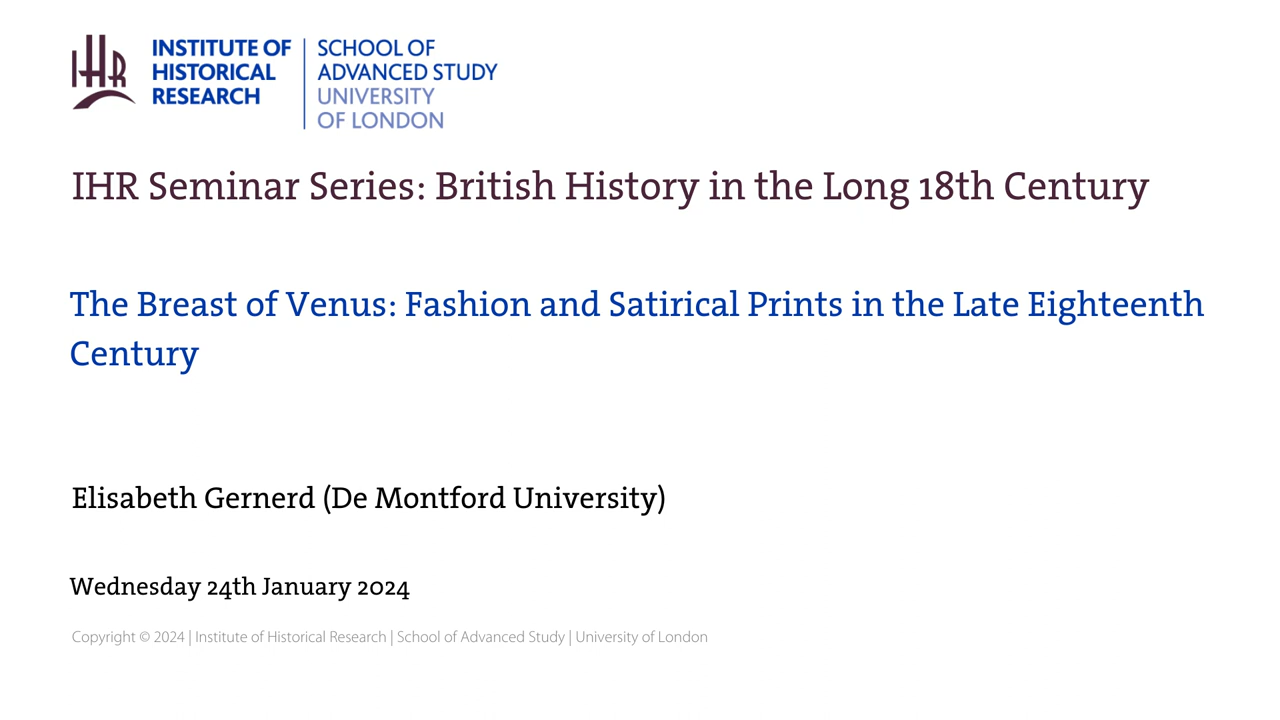 IHR
INSTITUTE OF
HISTORICAL
RESEARCH
SCHOOL OF
ADVANCED STUDY
UNIVERSITY
OF LONDON
IHR Seminar Series: British History in the Long 18th Century
The Breast of Venus: Fashion and Satirical Prints in the Late Eighteenth
Century
Elisabeth Gernerd (De Montford University)
Wednesday 24th January 2024
Copyright © 2024 | Institute of Historical Research | School of Advanced Study | University of London